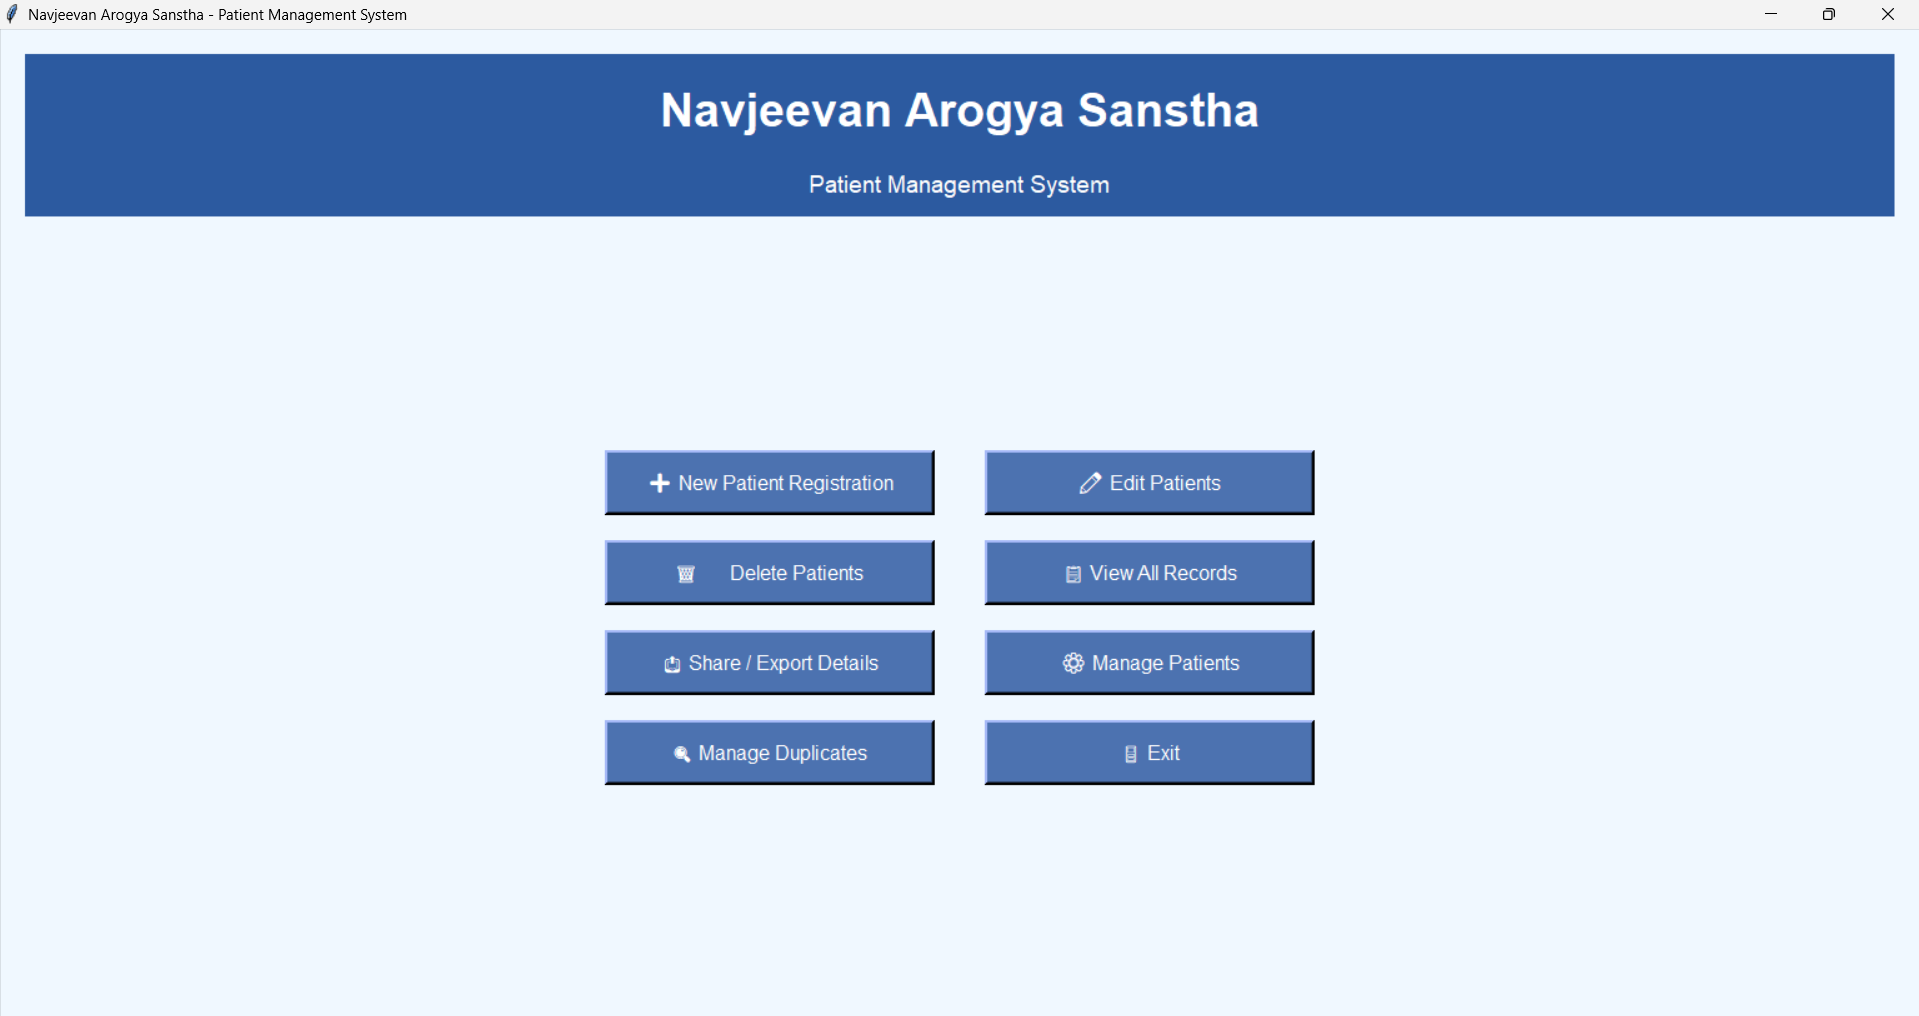 Navjeevan Arogya Sanstha - Patient Management System
Navjeevan Arogya Sanstha
Patient Management System
New Patient Registration
Edit Patients
Delete Patients
View All Records
Share / Export Details
Manage Patients
Manage Duplicates
Exit